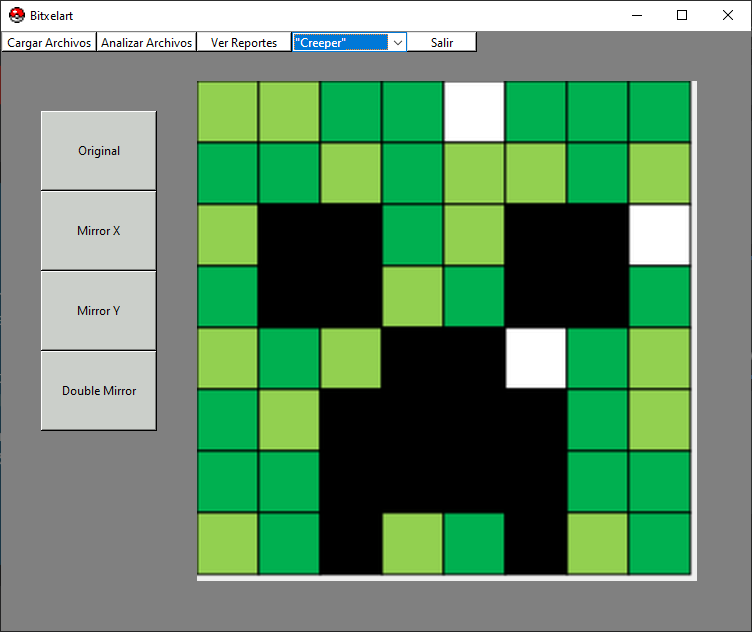 Bitxelart
Cargar Archivos Analizar Archivos Ver Reportes "Creeper" Salir
Original
Mirror X
Mirror Y
Double Mirror